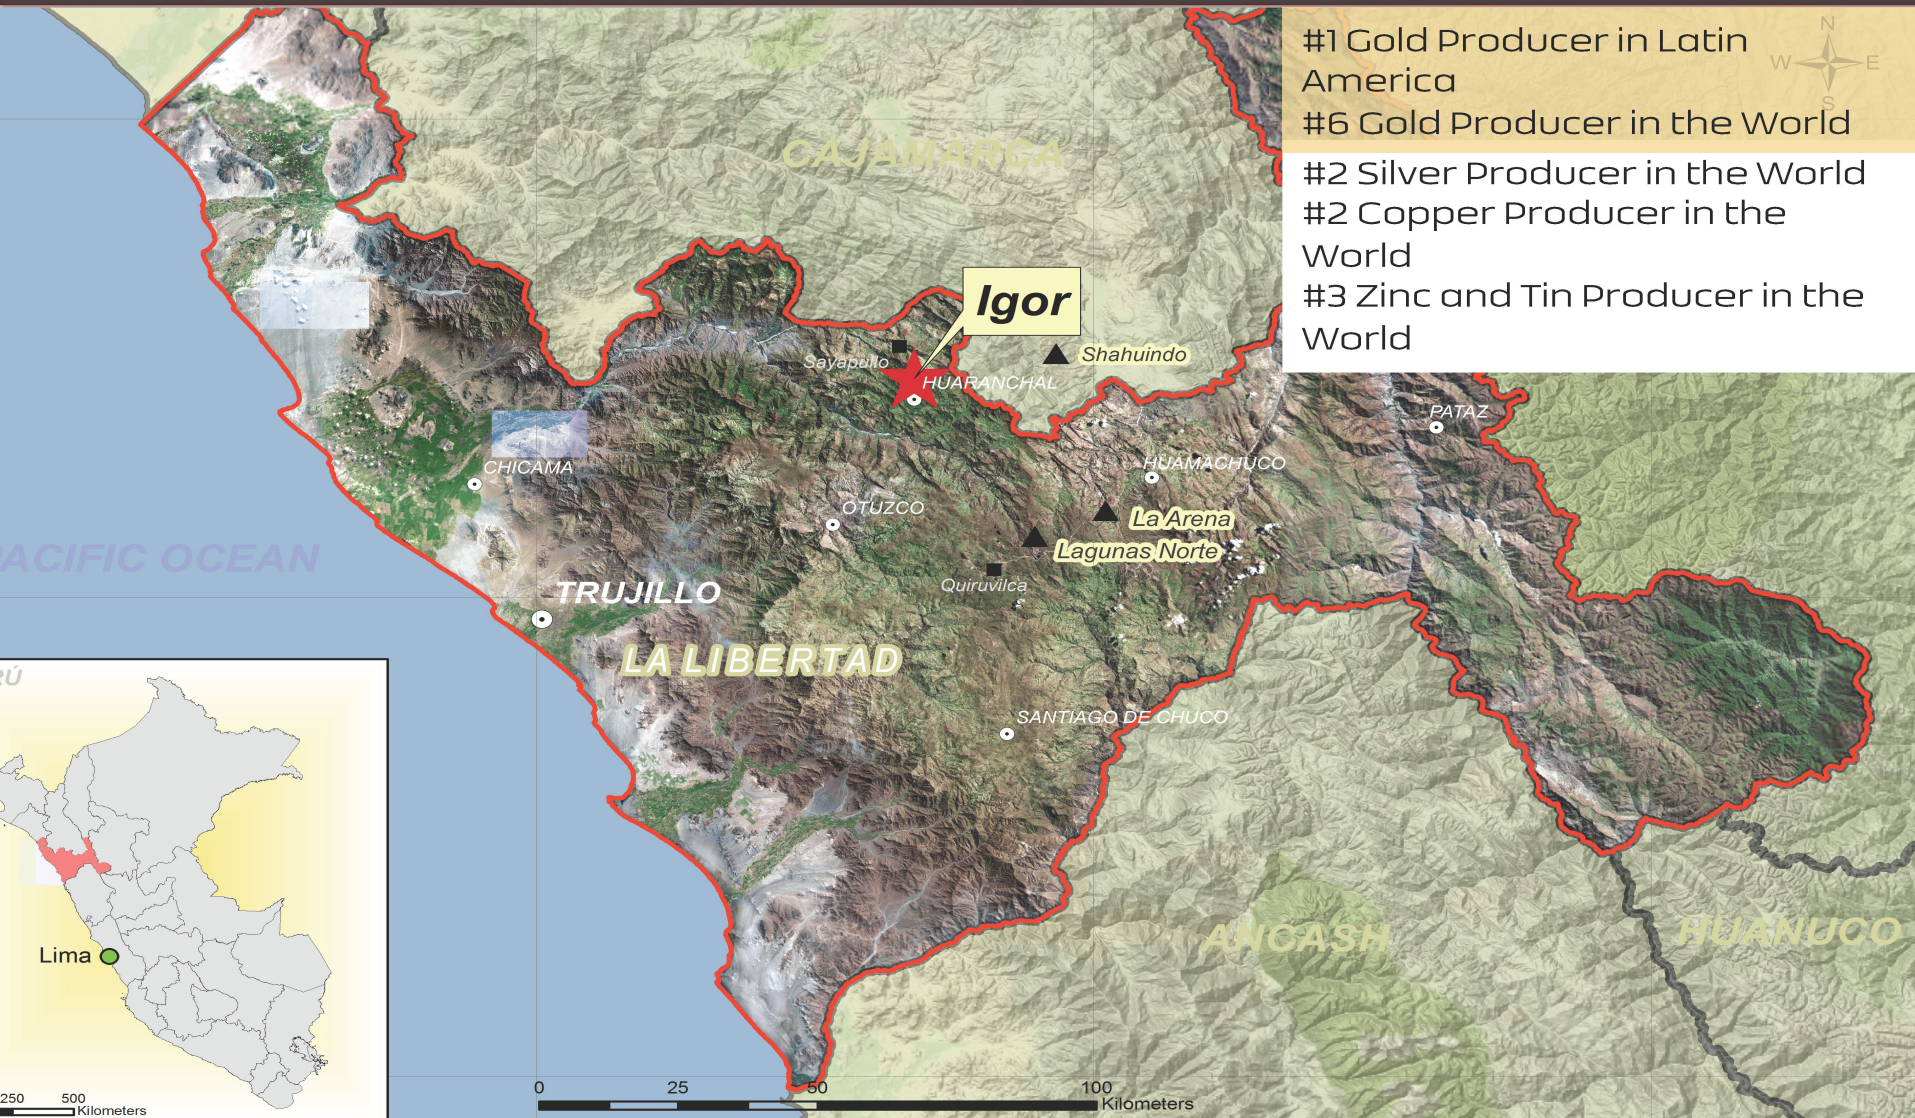 #1 Gold Producer in Latin
America
#6 Gold Producer in the World
#2 Silver Producer in the World
#2 Copper Producer in the
World
#3 Zinc and Tin Producer in the
World
N
W E
S
CAJAMARCA
Igor
Shahuindo
Sayapullo
HUARANCHAL
PATAZ
CHICAMA
HUAMACHUCO
OTUZCO
La Arena
Lagunas Norte
PACIFIC OCEAN
Quiruvilca
TRUJILLO
LA LIBERTAD
SANTIAGO DE CHUCO
ANCASH
HUANUCO
RÚ
Lima
250 500
Kilometers
0 25 50 100
Kilometers